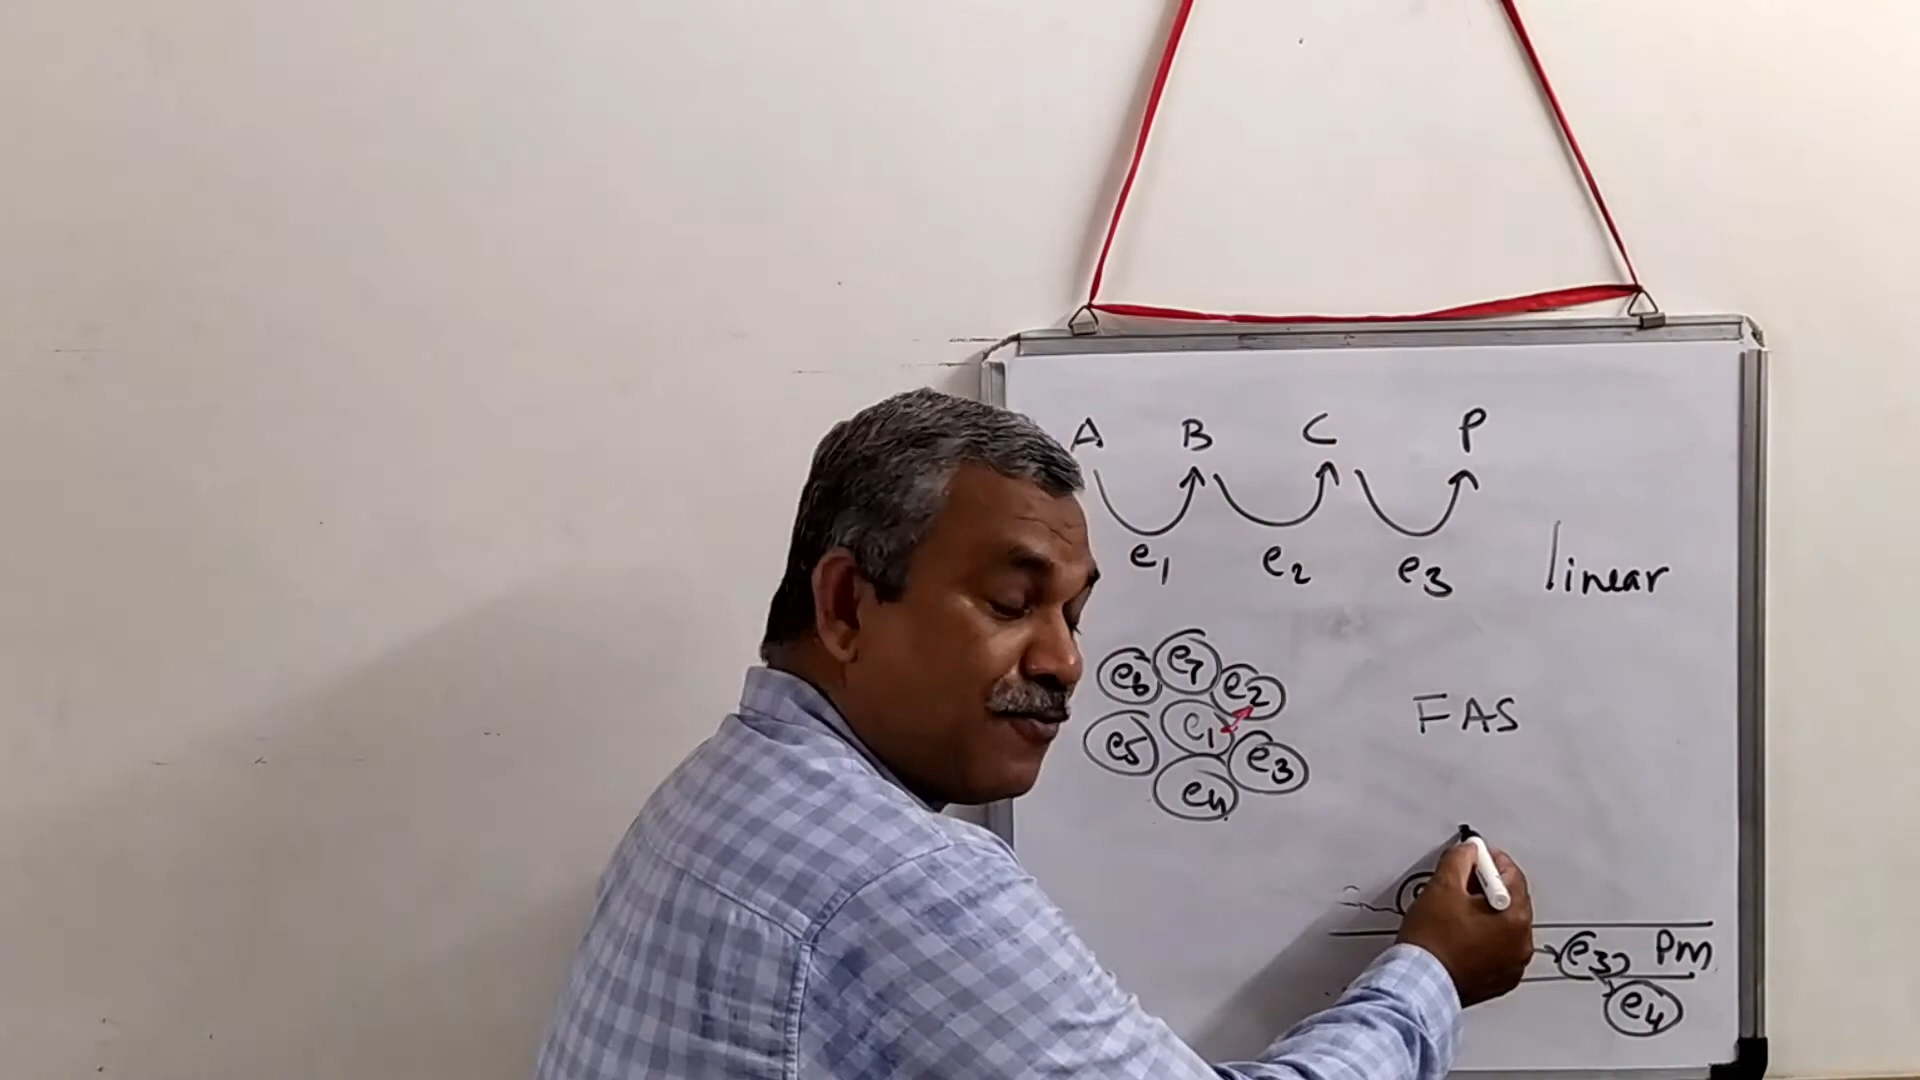 A B C P
e1 e2 e3 linear
e6 e7 e2
e5 e1 e3 FAS
e4
e3 Pm
e4